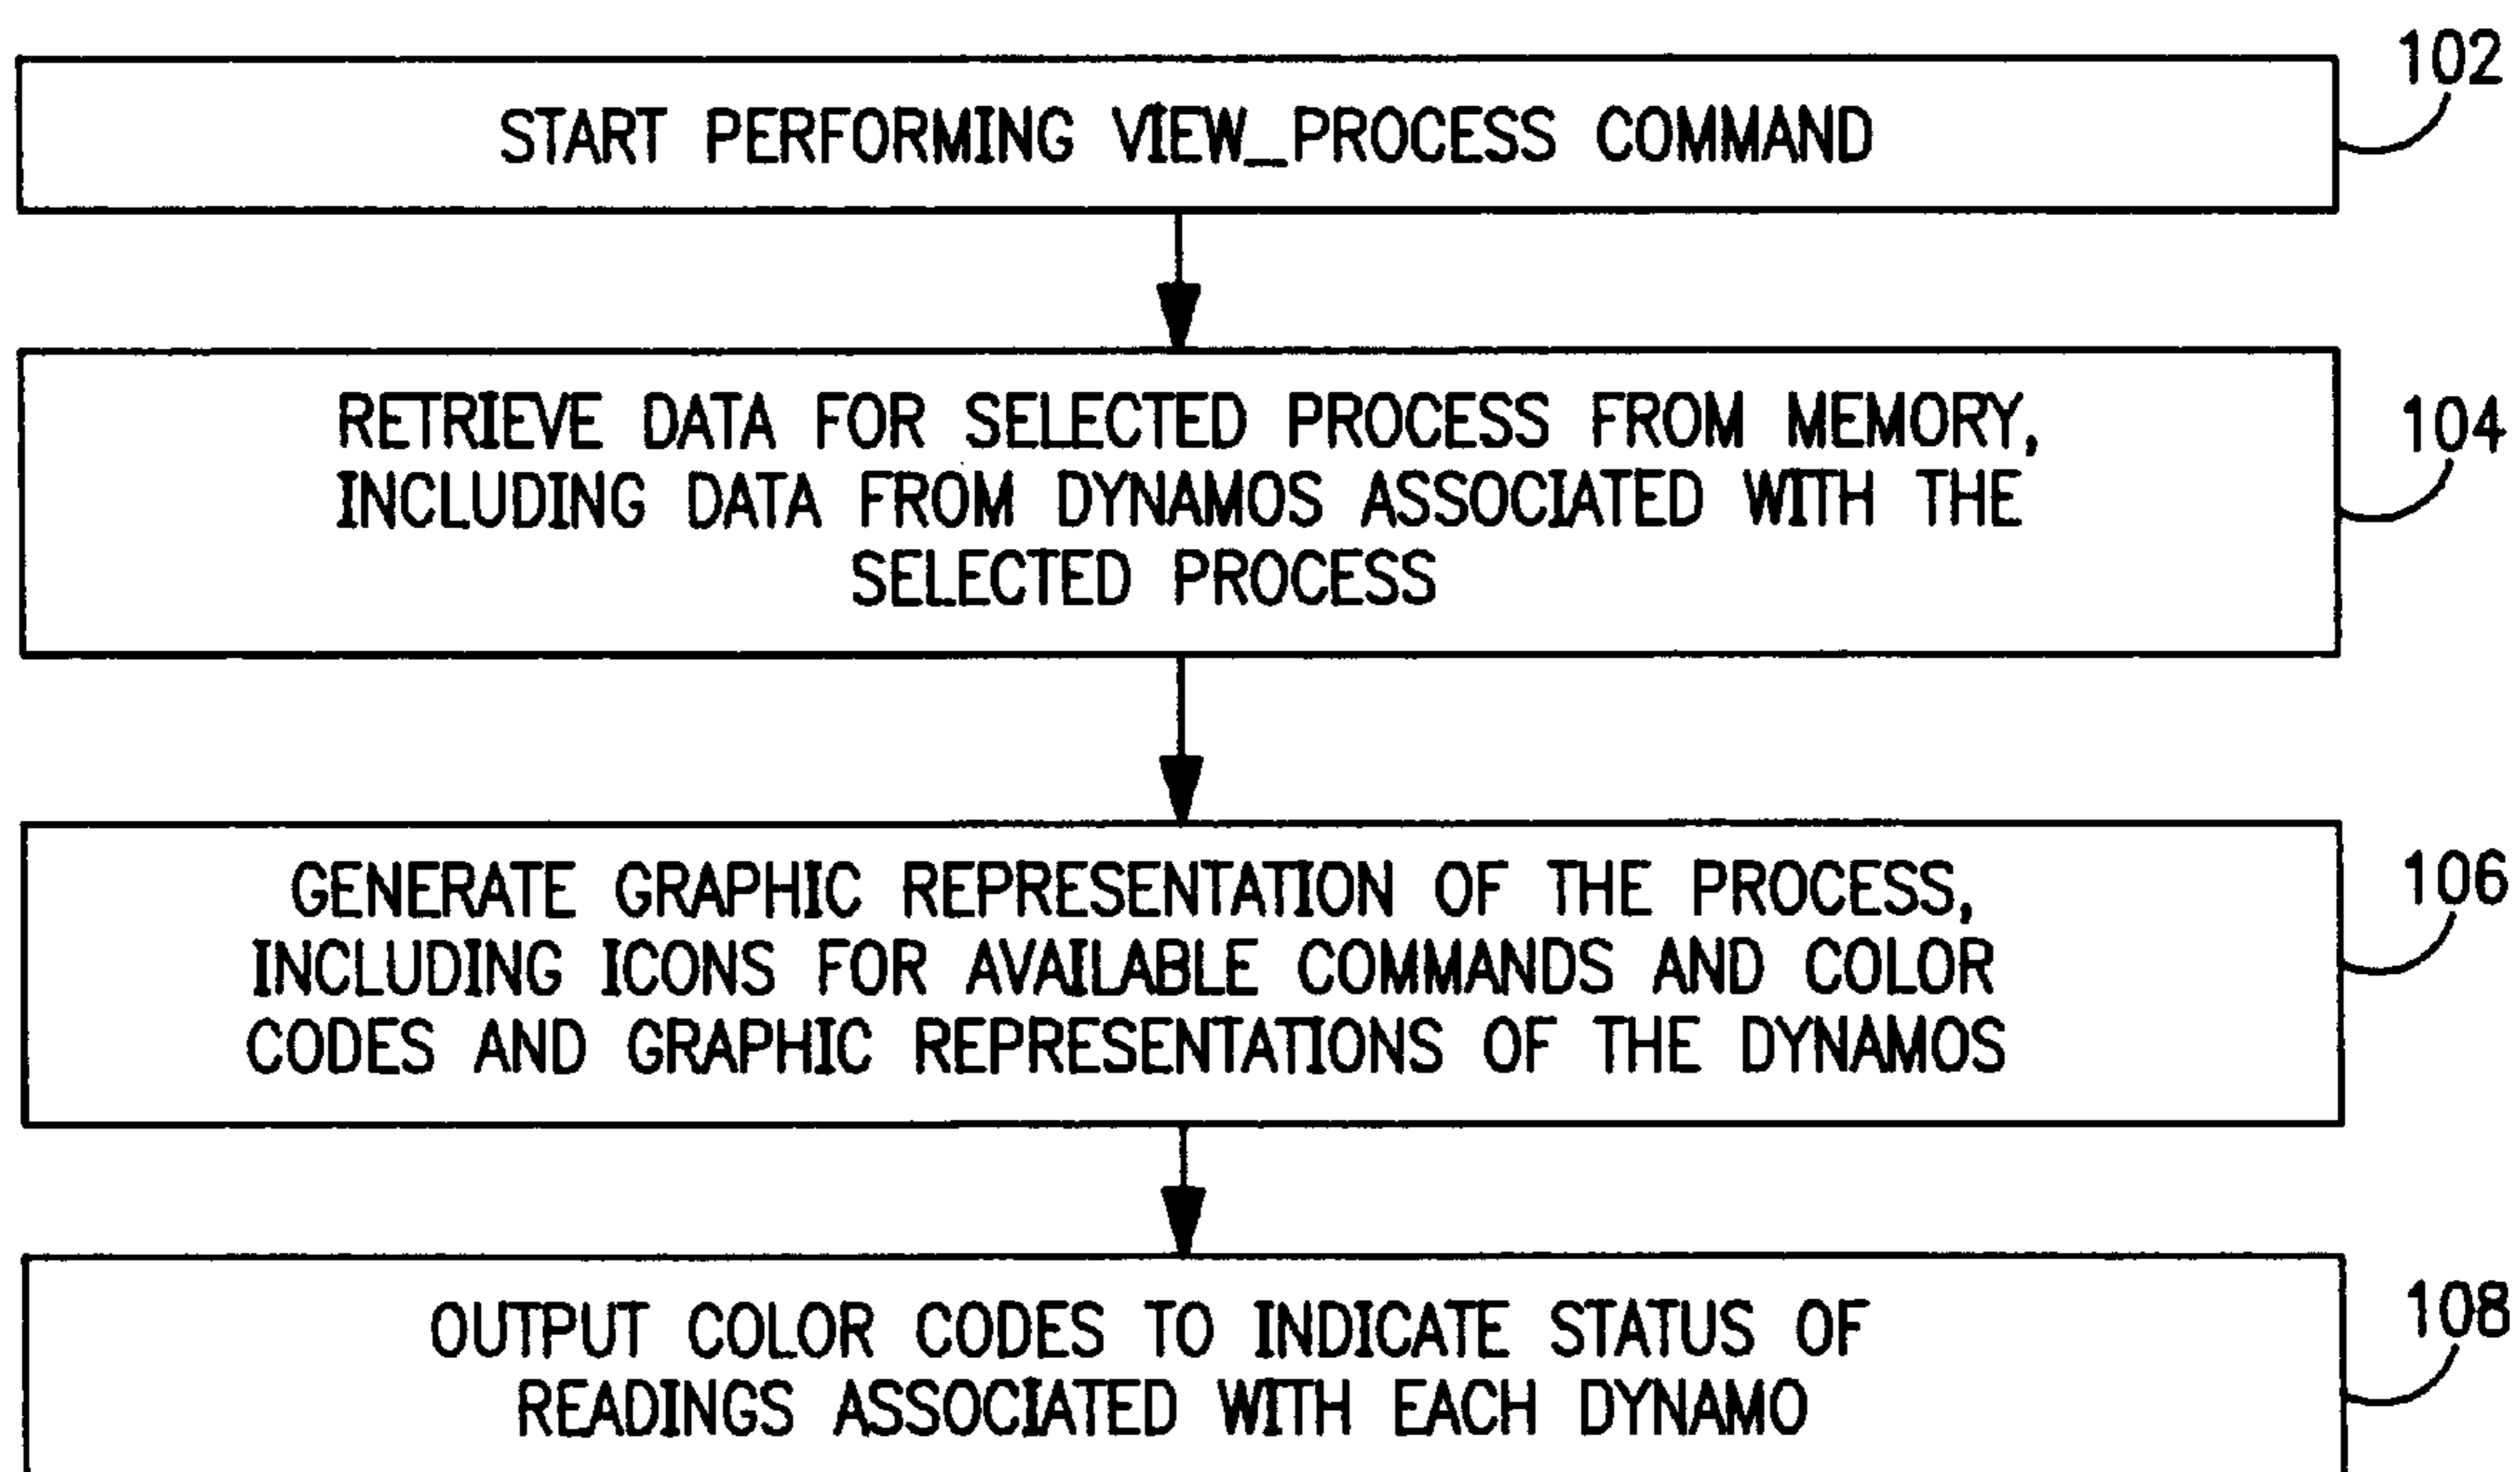 102
START PERFORMING VIEW_PROCESS COMMAND
104
RETRIEVE DATA FOR SELECTED PROCESS FROM MEMORY,
INCLUDING DATA FROM DYNAMOS ASSOCIATED WITH THE
SELECTED PROCESS
106
GENERATE GRAPHIC REPRESENTATION OF THE PROCESS,
INCLUDING ICONS FOR AVAILABLE COMMANDS AND COLOR
CODES AND GRAPHIC REPRESENTATIONS OF THE DYNAMOS
108
OUTPUT COLOR CODES TO INDICATE STATUS OF
READINGS ASSOCIATED WITH EACH DYNAMO